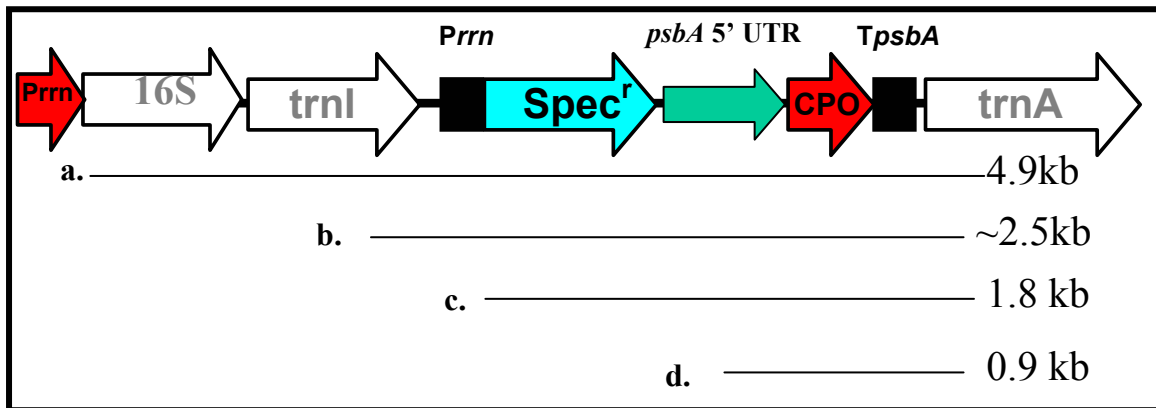 Prrn psbA 5’ UTR TpsbA
Prrn 16S trnI Specʳ CPO trnA
a. 4.9kb
b. ~2.5kb
c. 1.8 kb
d. 0.9 kb